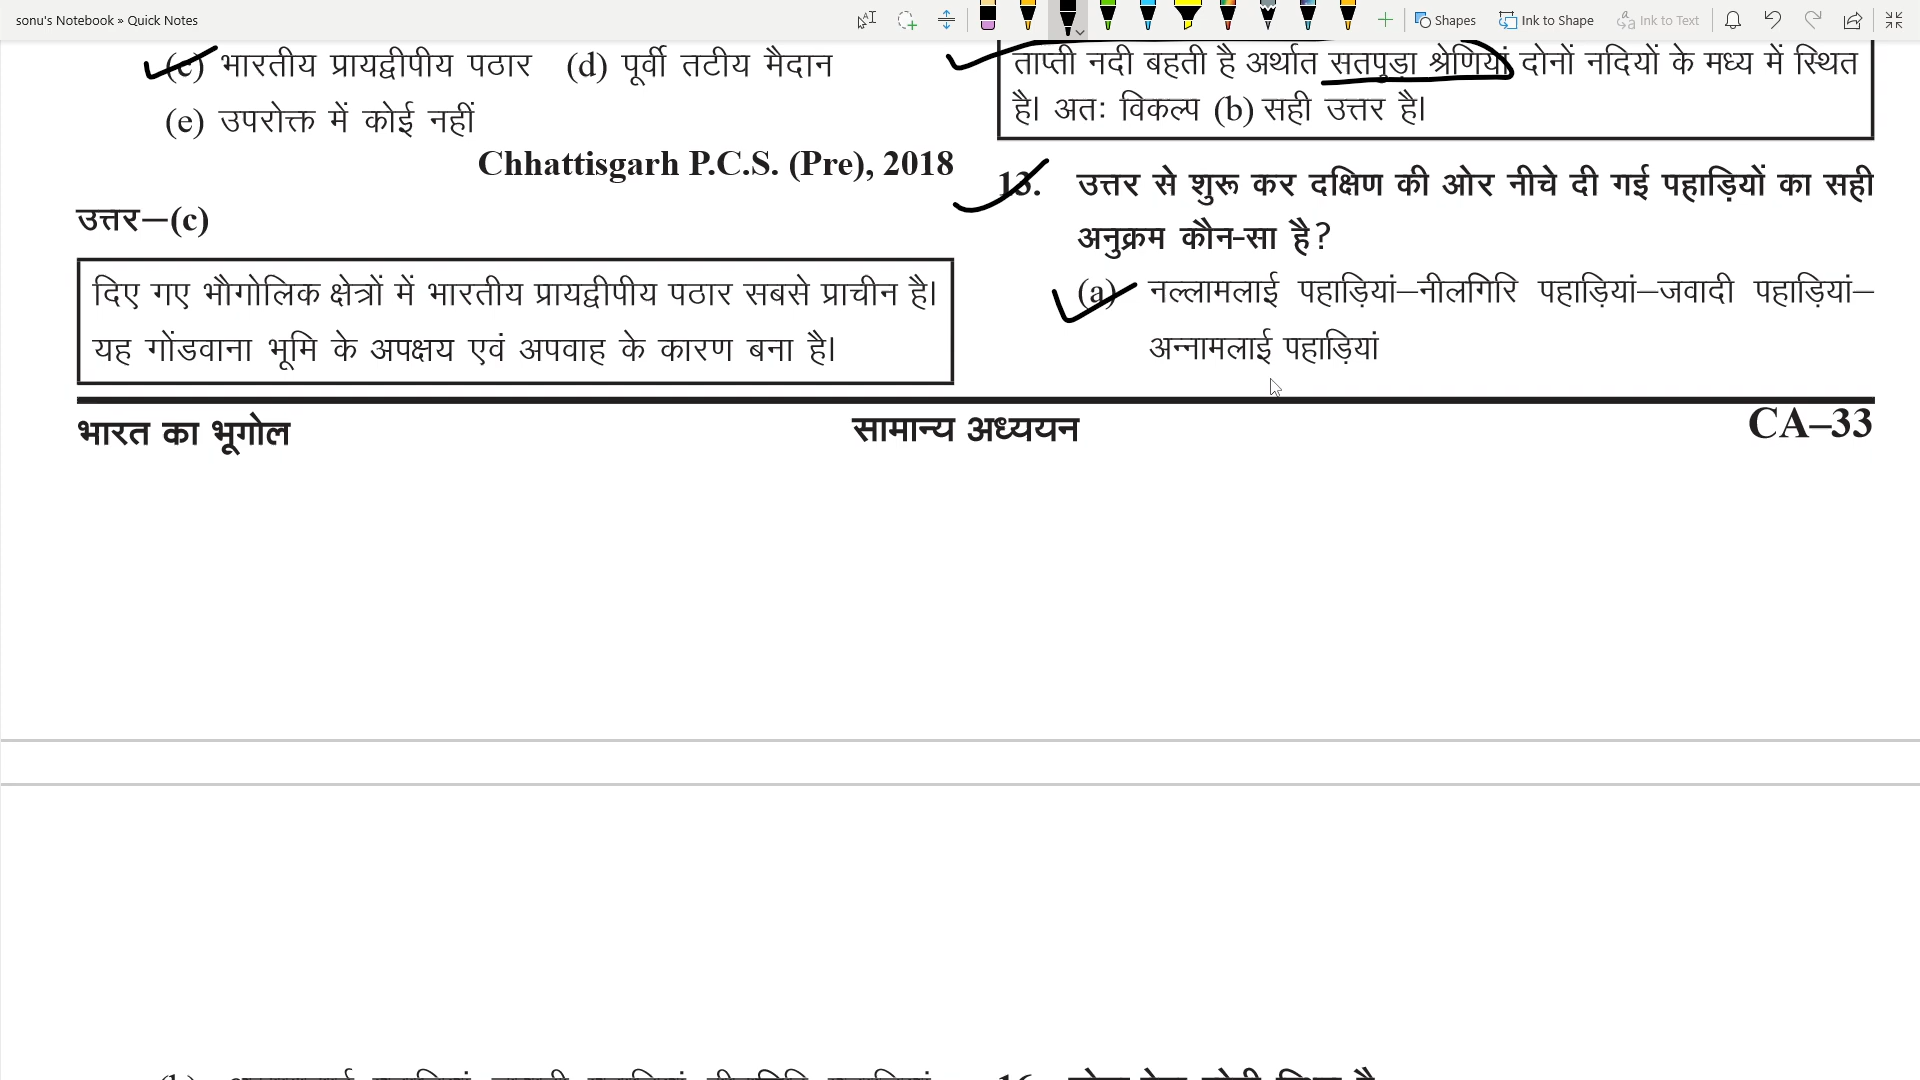 sonu's Notebook » Quick Notes
Shapes
Ink to Shape
Ink to Text
(c) भारतीय प्रायद्वीपीय पठार (d) पूर्वी तटीय मैदान
(e) उपरोक्त में कोई नहीं
Chhattisgarh P.C.S. (Pre), 2018
उत्तर—(c)
दिए गए भौगोलिक क्षेत्रों में भारतीय प्रायद्वीपीय पठार सबसे प्राचीन है।
यह गोंडवाना भूमि के अपक्षय एवं अपवाह के कारण बना है।
ताप्ती नदी बहती है अर्थात सतपुड़ा श्रेणियां दोनों नदियों के मध्य में स्थित
है। अतः विकल्प (b) सही उत्तर है।
13. उत्तर से शुरू कर दक्षिण की ओर नीचे दी गई पहाड़ियों का सही
अनुक्रम कौन-सा है?
(a) नल्लामलाई पहाड़ियां—नीलगिरि पहाड़ियां—जवादी पहाड़ियां—
अन्नामलाई पहाड़ियां
भारत का भूगोल
सामान्य अध्ययन
CA–33